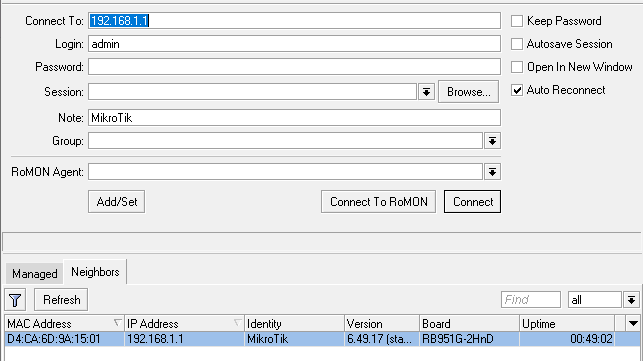 Connect To: 192.168.1.1 Keep Password
Login: admin Autosave Session
Password: Open In New Window
Session: Browse... Auto Reconnect
Note: MikroTik
Group:
RoMON Agent:
Add/Set Connect To RoMON Connect
Managed Neighbors
Refresh Find all
MAC Address IP Address Identity Version Board Uptime
D4:CA:6D:9A:15:01 192.168.1.1 MikroTik 6.49.17 (sta... RB951G-2HnD 00:49:02